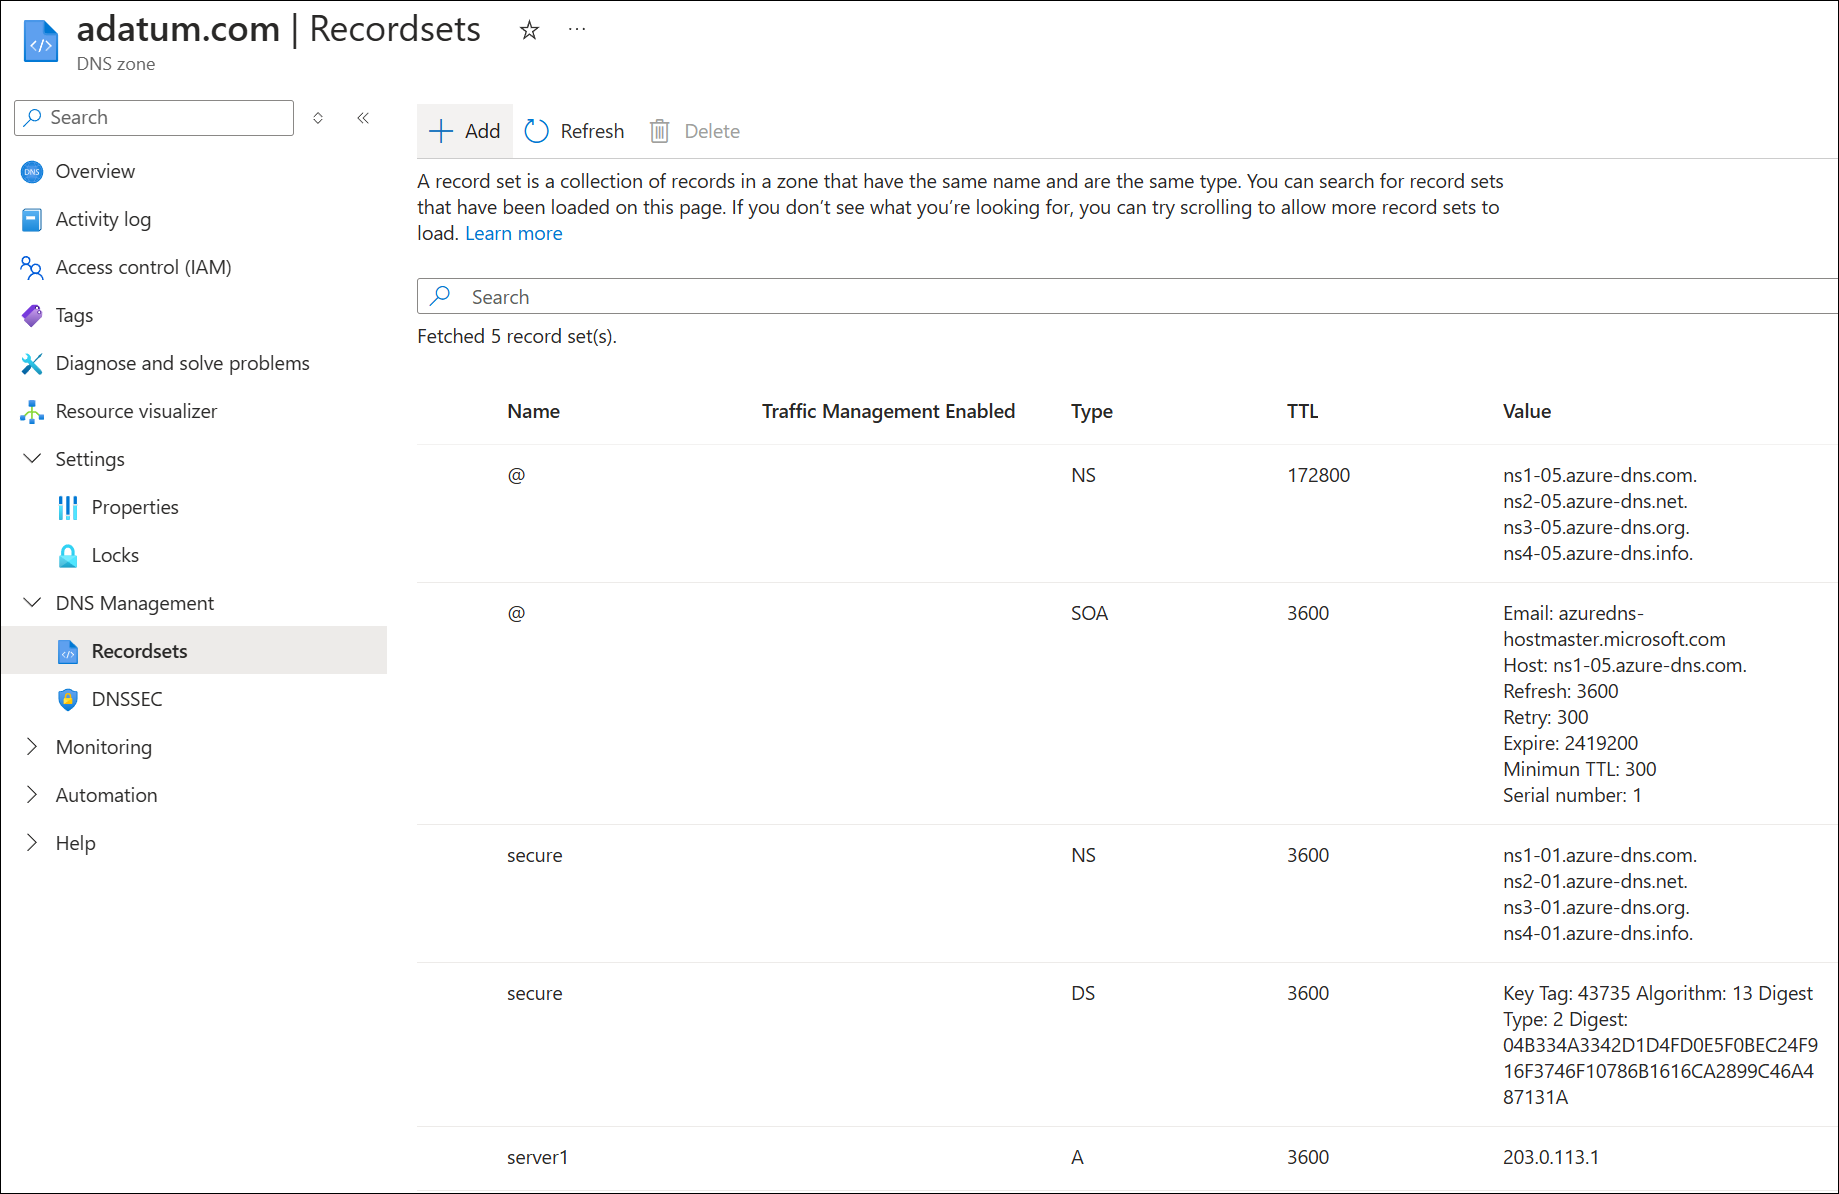 adatum.com | Recordsets ☆ ...
DNS zone
Search
Overview
Activity log
Access control (IAM)
Tags
Diagnose and solve problems
Resource visualizer
Settings
Properties
Locks
DNS Management
Recordsets
DNSSEC
Monitoring
Automation
Help
Add Refresh Delete
A record set is a collection of records in a zone that have the same name and are the same type. You can search for record sets
that have been loaded on this page. If you don’t see what you’re looking for, you can try scrolling to allow more record sets to
load. Learn more
Search
Fetched 5 record set(s).
Name Traffic Management Enabled Type TTL Value
@ NS 172800 ns1-05.azure-dns.com.
ns2-05.azure-dns.net.
ns3-05.azure-dns.org.
ns4-05.azure-dns.info.
@ SOA 3600 Email: azuredns-
hostmaster.microsoft.com
Host: ns1-05.azure-dns.com.
Refresh: 3600
Retry: 300
Expire: 2419200
Minimun TTL: 300
Serial number: 1
secure NS 3600 ns1-01.azure-dns.com.
ns2-01.azure-dns.net.
ns3-01.azure-dns.org.
ns4-01.azure-dns.info.
secure DS 3600 Key Tag: 43735 Algorithm: 13 Digest
Type: 2 Digest:
04B334A3342D1D4FD0E5F0BEC24F9
16F3746F10786B1616CA2899C46A4
87131A
server1 A 3600 203.0.113.1